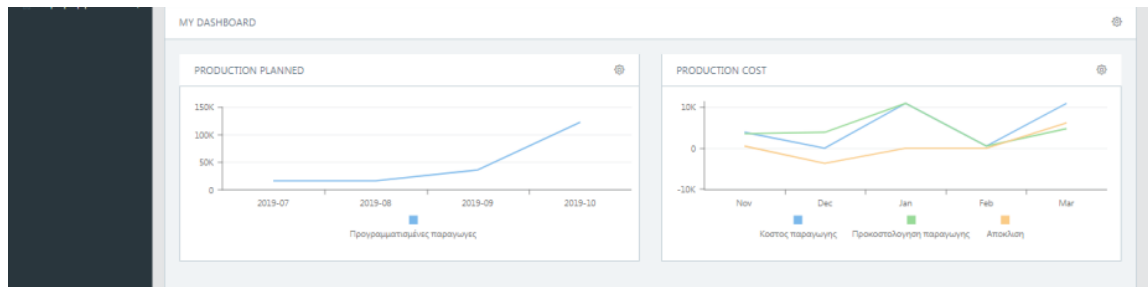 MY DASHBOARD
PRODUCTION PLANNED
150K
100K
50K
0
2019-07 2019-08 2019-09 2019-10
Προγραμματισμένες παραγωγες
PRODUCTION COST
10K
0
-10K
Nov Dec Jan Feb Mar
Κοστος παραγωγης Προκοστολογηση παραγωγης Αποκλιση